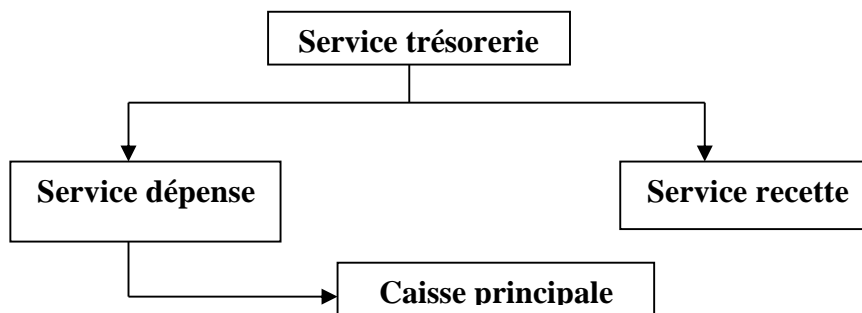 Service trésorerie
Service dépense
Service recette
Caisse principale